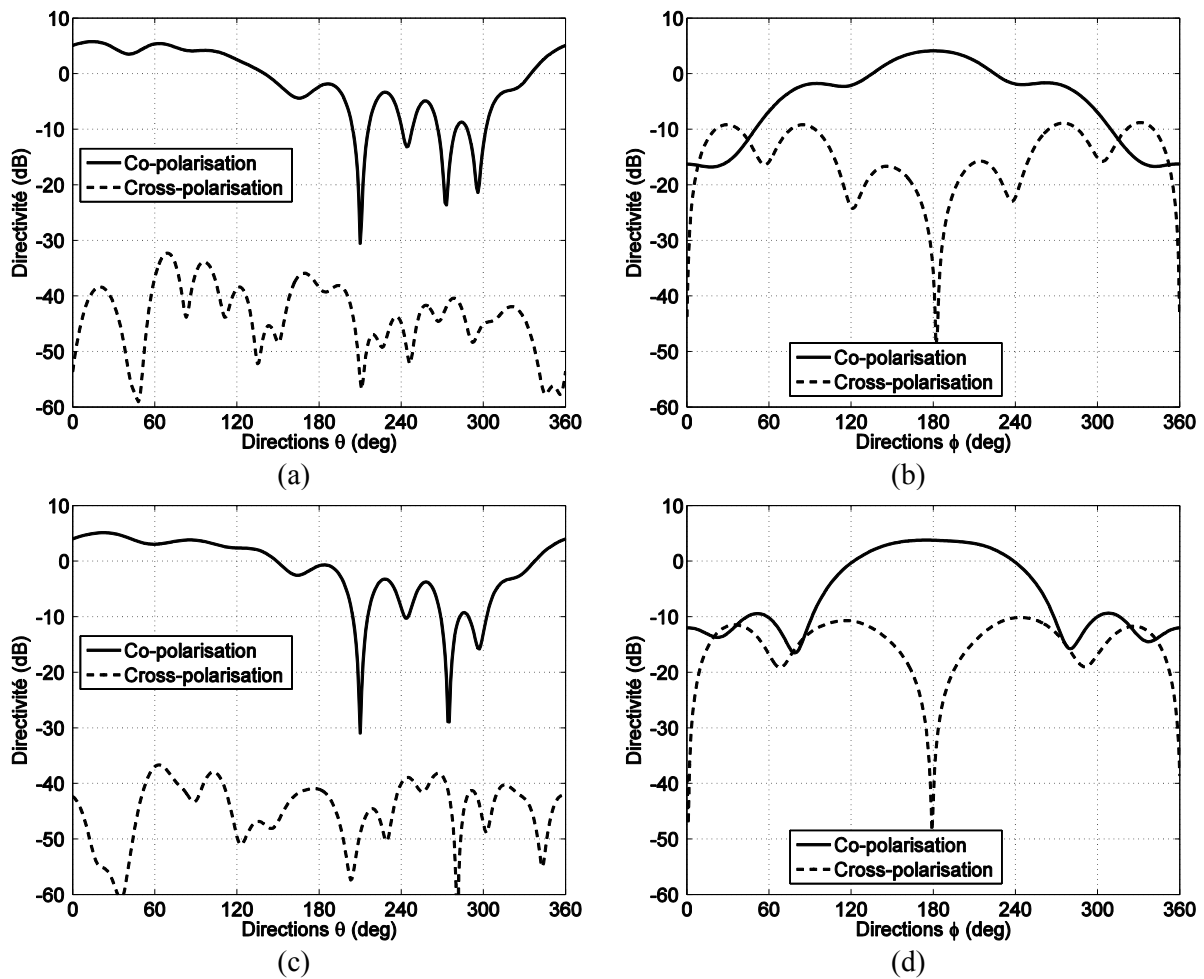 10
0
-10
-20
-30
-40
-50
-60
Directivité (dB)
Co-polarisation
Cross-polarisation
0 60 120 180 240 300 360
Directions θ (deg)
(a)
10
0
-10
-20
-30
-40
-50
-60
Directivité (dB)
Co-polarisation
Cross-polarisation
0 60 120 180 240 300 360
Directions ϕ (deg)
(b)
10
0
-10
-20
-30
-40
-50
-60
Directivité (dB)
Co-polarisation
Cross-polarisation
0 60 120 180 240 300 360
Directions θ (deg)
(c)
10
0
-10
-20
-30
-40
-50
-60
Directivité (dB)
Co-polarisation
Cross-polarisation
0 60 120 180 240 300 360
Directions ϕ (deg)
(d)